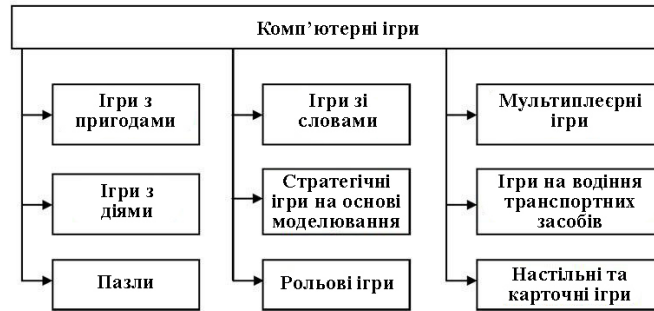 Комп’ютерні ігри
Ігри з
пригодами
Ігри зі
словами
Мультиплеєрні
ігри
Ігри з
діями
Стратегічні
ігри на основі
моделювання
Ігри на водіння
транспортних
засобів
Пазли
Рольові ігри
Настільні та
карточні ігри